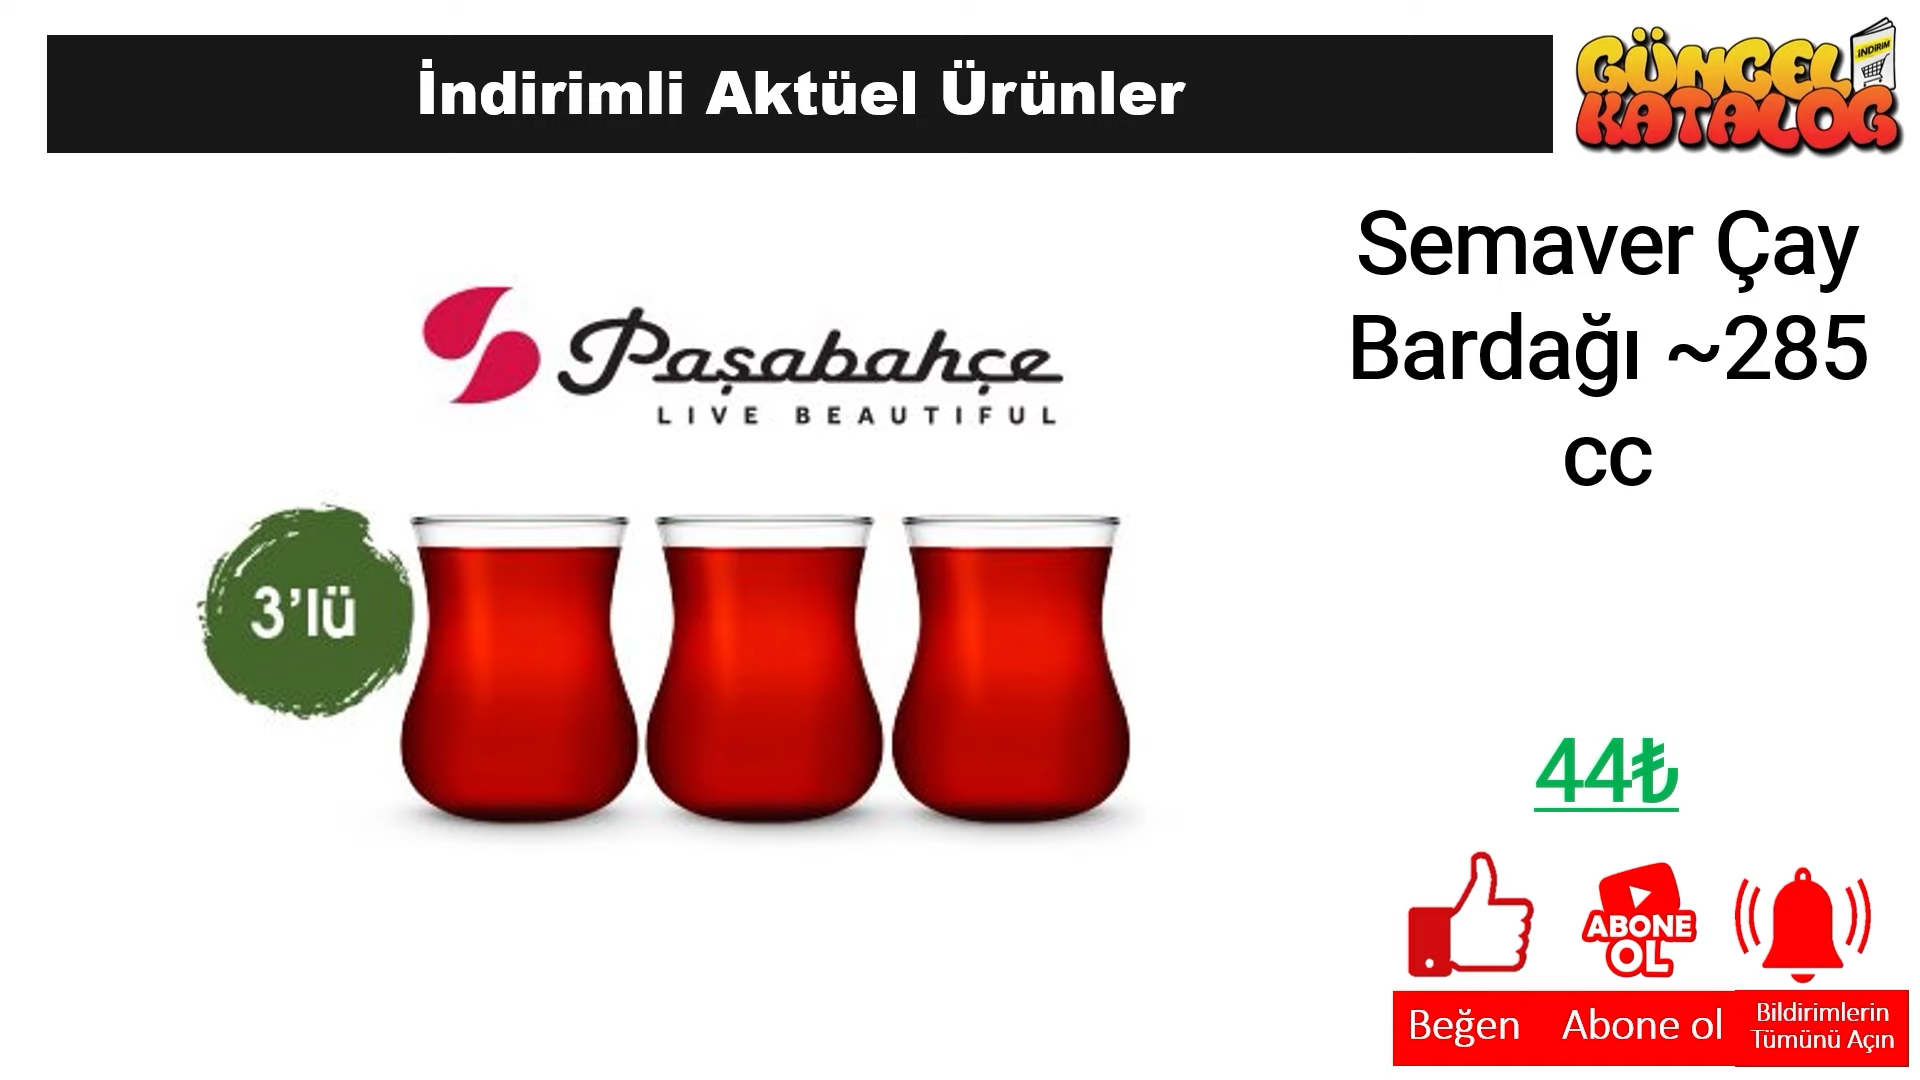 İndirimli Aktüel Ürünler
GÜNCEL
KATALOG
İNDİRİM
Semaver Çay
Bardağı ~285
cc
Paşabahçe
LIVE BEAUTIFUL
3’lü
44₺
ABONE
OL
Beğen
Abone ol
Bildirimlerin
Tümünü Açın